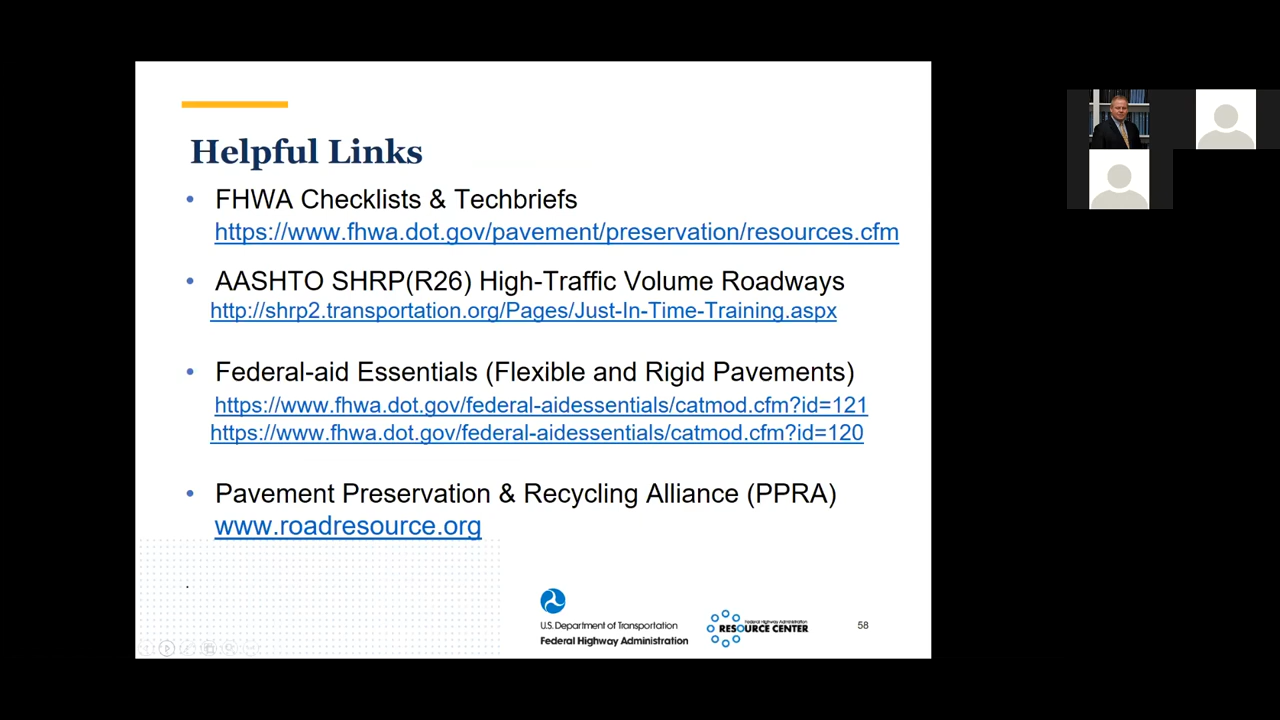 Helpful Links
• FHWA Checklists & Techbriefs
https://www.fhwa.dot.gov/pavement/preservation/resources.cfm
• AASHTO SHRP(R26) High-Traffic Volume Roadways
http://shrp2.transportation.org/Pages/Just-In-Time-Training.aspx
• Federal-aid Essentials (Flexible and Rigid Pavements)
https://www.fhwa.dot.gov/federal-aidessentials/catmod.cfm?id=121
https://www.fhwa.dot.gov/federal-aidessentials/catmod.cfm?id=120
• Pavement Preservation & Recycling Alliance (PPRA)
www.roadresource.org
.
U.S. Department of Transportation
Federal Highway Administration
Federal Highway Administration
RESOURCE CENTER
58